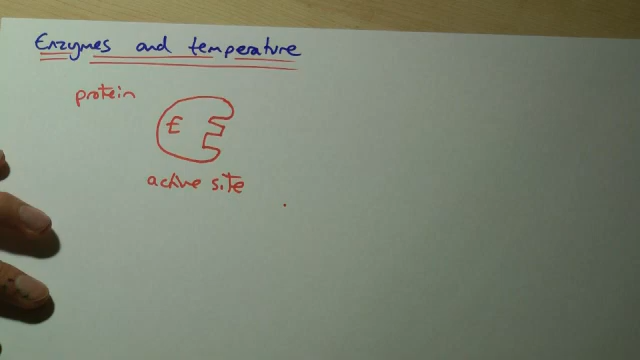 Enzymes and temperature
protein
E
active site